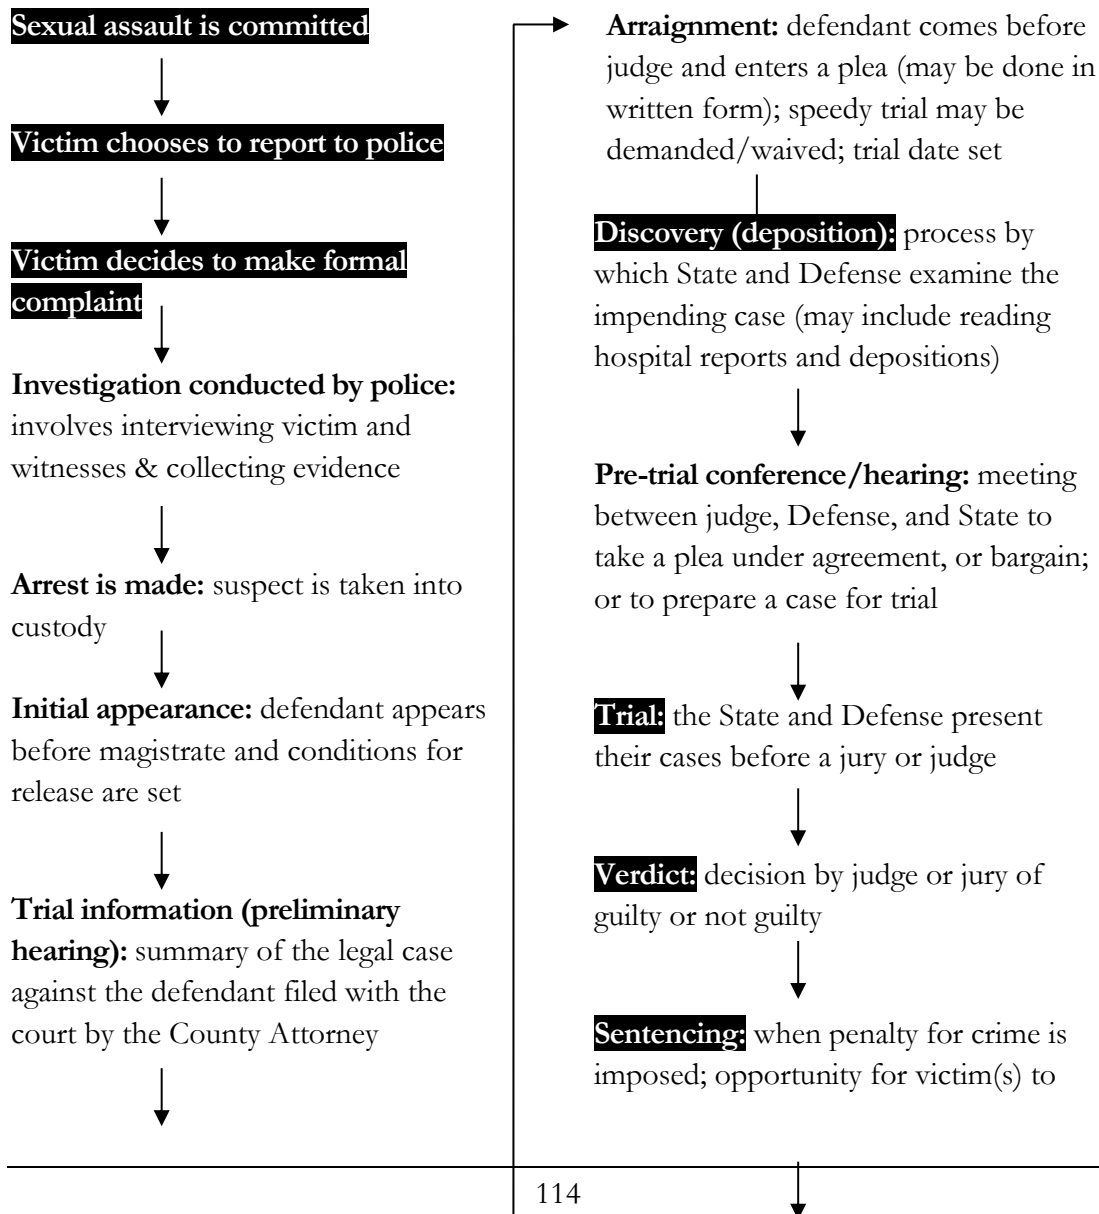 Sexual assault is committed
Victim chooses to report to police
Victim decides to make formal
complaint
Investigation conducted by police:
involves interviewing victim and
witnesses & collecting evidence
Arrest is made: suspect is taken into
custody
Initial appearance: defendant appears
before magistrate and conditions for
release are set
Trial information (preliminary
hearing): summary of the legal case
against the defendant filed with the
court by the County Attorney
Arraignment: defendant comes before
judge and enters a plea (may be done in
written form); speedy trial may be
demanded/waived; trial date set
Discovery (deposition): process by
which State and Defense examine the
impending case (may include reading
hospital reports and depositions)
Pre-trial conference/hearing: meeting
between judge, Defense, and State to
take a plea under agreement, or bargain;
or to prepare a case for trial
Trial: the State and Defense present
their cases before a jury or judge
Verdict: decision by judge or jury of
guilty or not guilty
Sentencing: when penalty for crime is
imposed; opportunity for victim(s) to
114